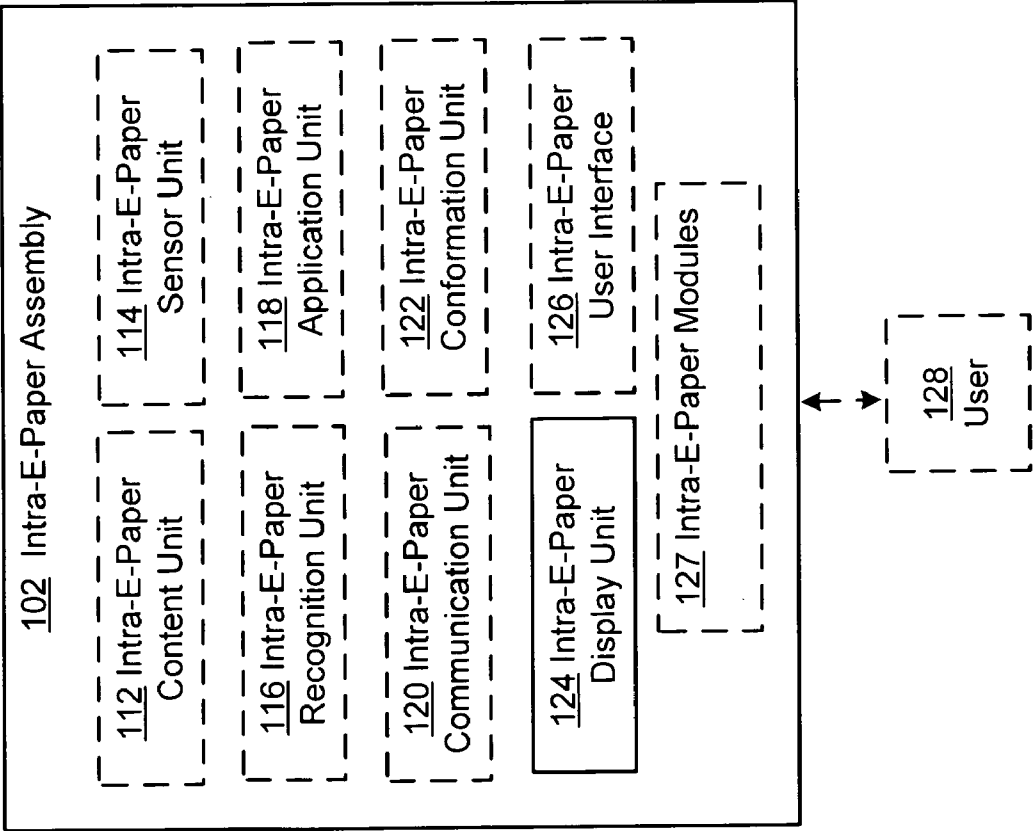 102 Intra-E-Paper Assembly
112 Intra-E-Paper
Content Unit
114 Intra-E-Paper
Sensor Unit
116 Intra-E-Paper
Recognition Unit
118 Intra-E-Paper
Application Unit
120 Intra-E-Paper
Communication Unit
122 Intra-E-Paper
Conformation Unit
124 Intra-E-Paper
Display Unit
126 Intra-E-Paper
User Interface
127 Intra-E-Paper Modules
128
User